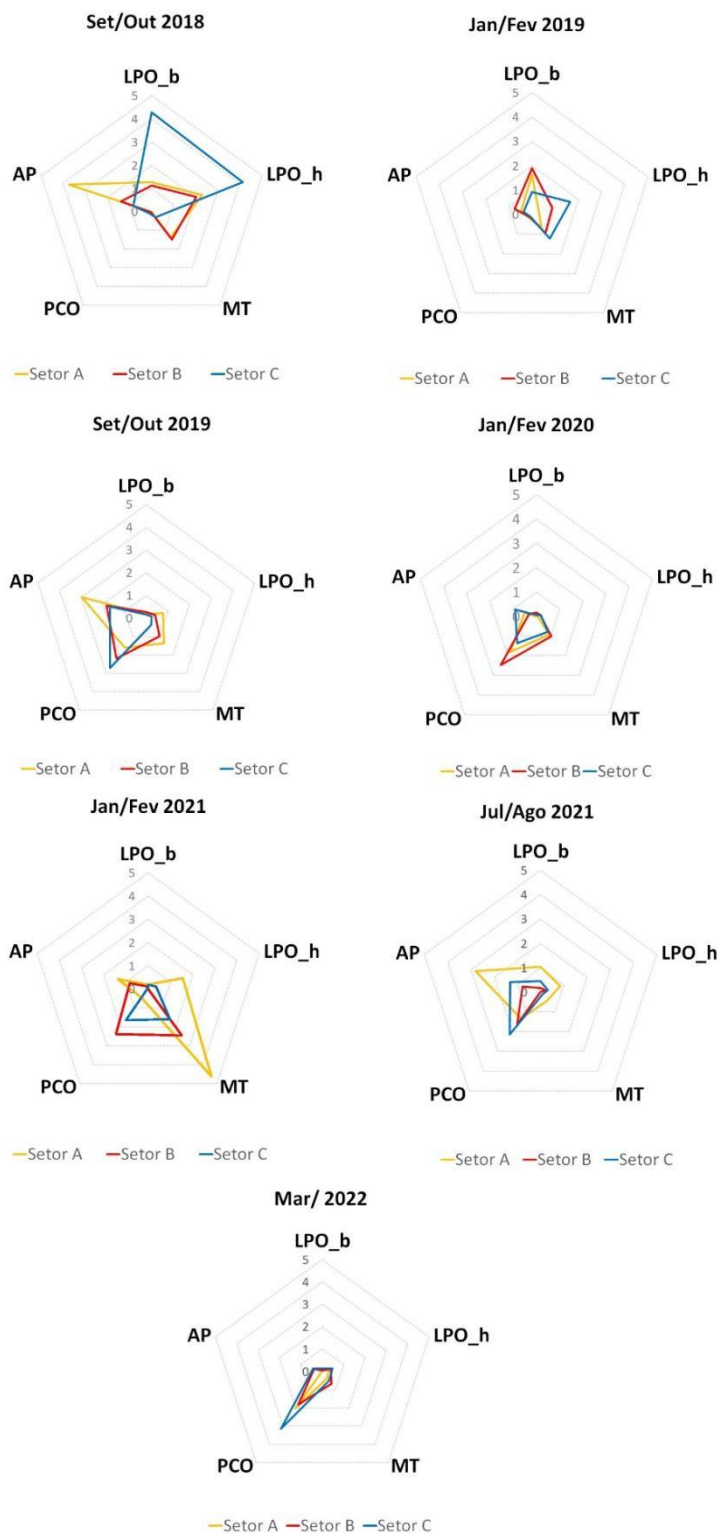 Set/Out 2018
LPO_b
5
4
3
2
1
0
AP
LPO_h
PCO
MT
Setor A Setor B Setor C
Jan/Fev 2019
LPO_b
5
4
3
2
1
0
AP
LPO_h
PCO
MT
Setor A Setor B Setor C
Set/Out 2019
LPO_b
5
4
3
2
1
0
AP
LPO_h
PCO
MT
Setor A Setor B Setor C
Jan/Fev 2020
LPO_b
5
4
3
2
1
0
AP
LPO_h
PCO
MT
Setor A Setor B Setor C
Jan/Fev 2021
LPO_b
5
4
3
2
1
0
AP
LPO_h
PCO
MT
Setor A Setor B Setor C
Jul/Ago 2021
LPO_b
5
4
3
2
1
0
AP
LPO_h
PCO
MT
Setor A Setor B Setor C
Mar/ 2022
LPO_b
5
4
3
2
1
0
AP
LPO_h
PCO
MT
Setor A Setor B Setor C